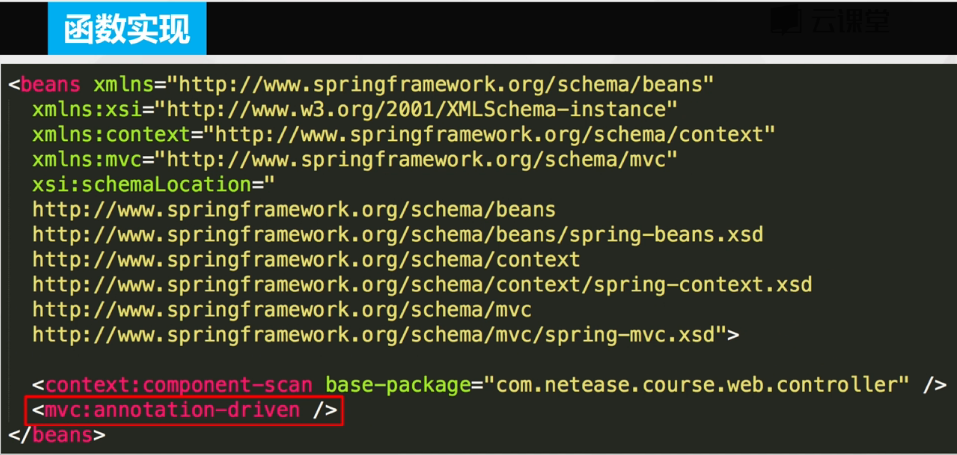 函数实现
云课堂
<beans xmlns="http://www.springframework.org/schema/beans"
xmlns:xsi="http://www.w3.org/2001/XMLSchema-instance"
xmlns:context="http://www.springframework.org/schema/context"
xmlns:mvc="http://www.springframework.org/schema/mvc"
xsi:schemaLocation="
http://www.springframework.org/schema/beans
http://www.springframework.org/schema/beans/spring-beans.xsd
http://www.springframework.org/schema/context
http://www.springframework.org/schema/context/spring-context.xsd
http://www.springframework.org/schema/mvc
http://www.springframework.org/schema/mvc/spring-mvc.xsd">
<context:component-scan base-package="com.netease.course.web.controller" />
<mvc:annotation-driven />
</beans>